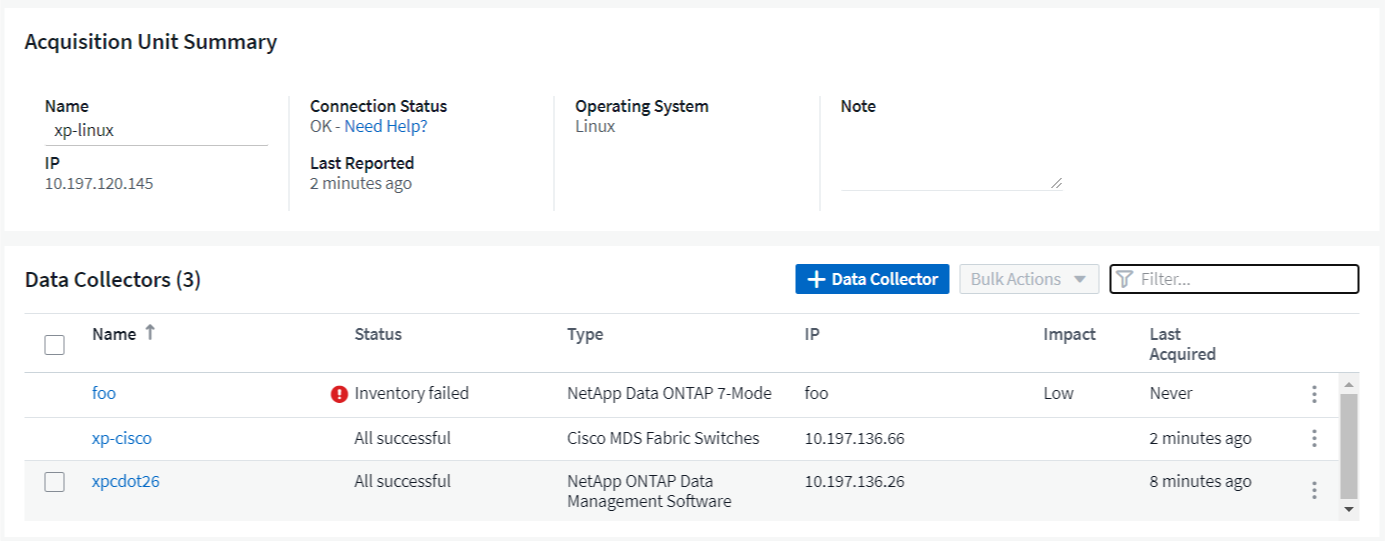 Acquisition Unit Summary
Name
xp-linux
IP
10.197.120.145
Connection Status
OK - Need Help?
Last Reported
2 minutes ago
Operating System
Linux
Note
Data Collectors (3)
+ Data Collector
Bulk Actions
Filter...
Name ↑ Status Type IP Impact Last
Acquired
foo Inventory failed NetApp Data ONTAP 7-Mode foo Low Never
xp-cisco All successful Cisco MDS Fabric Switches 10.197.136.66 2 minutes ago
xpcdot26 All successful NetApp ONTAP Data 10.197.136.26 8 minutes ago
Management Software